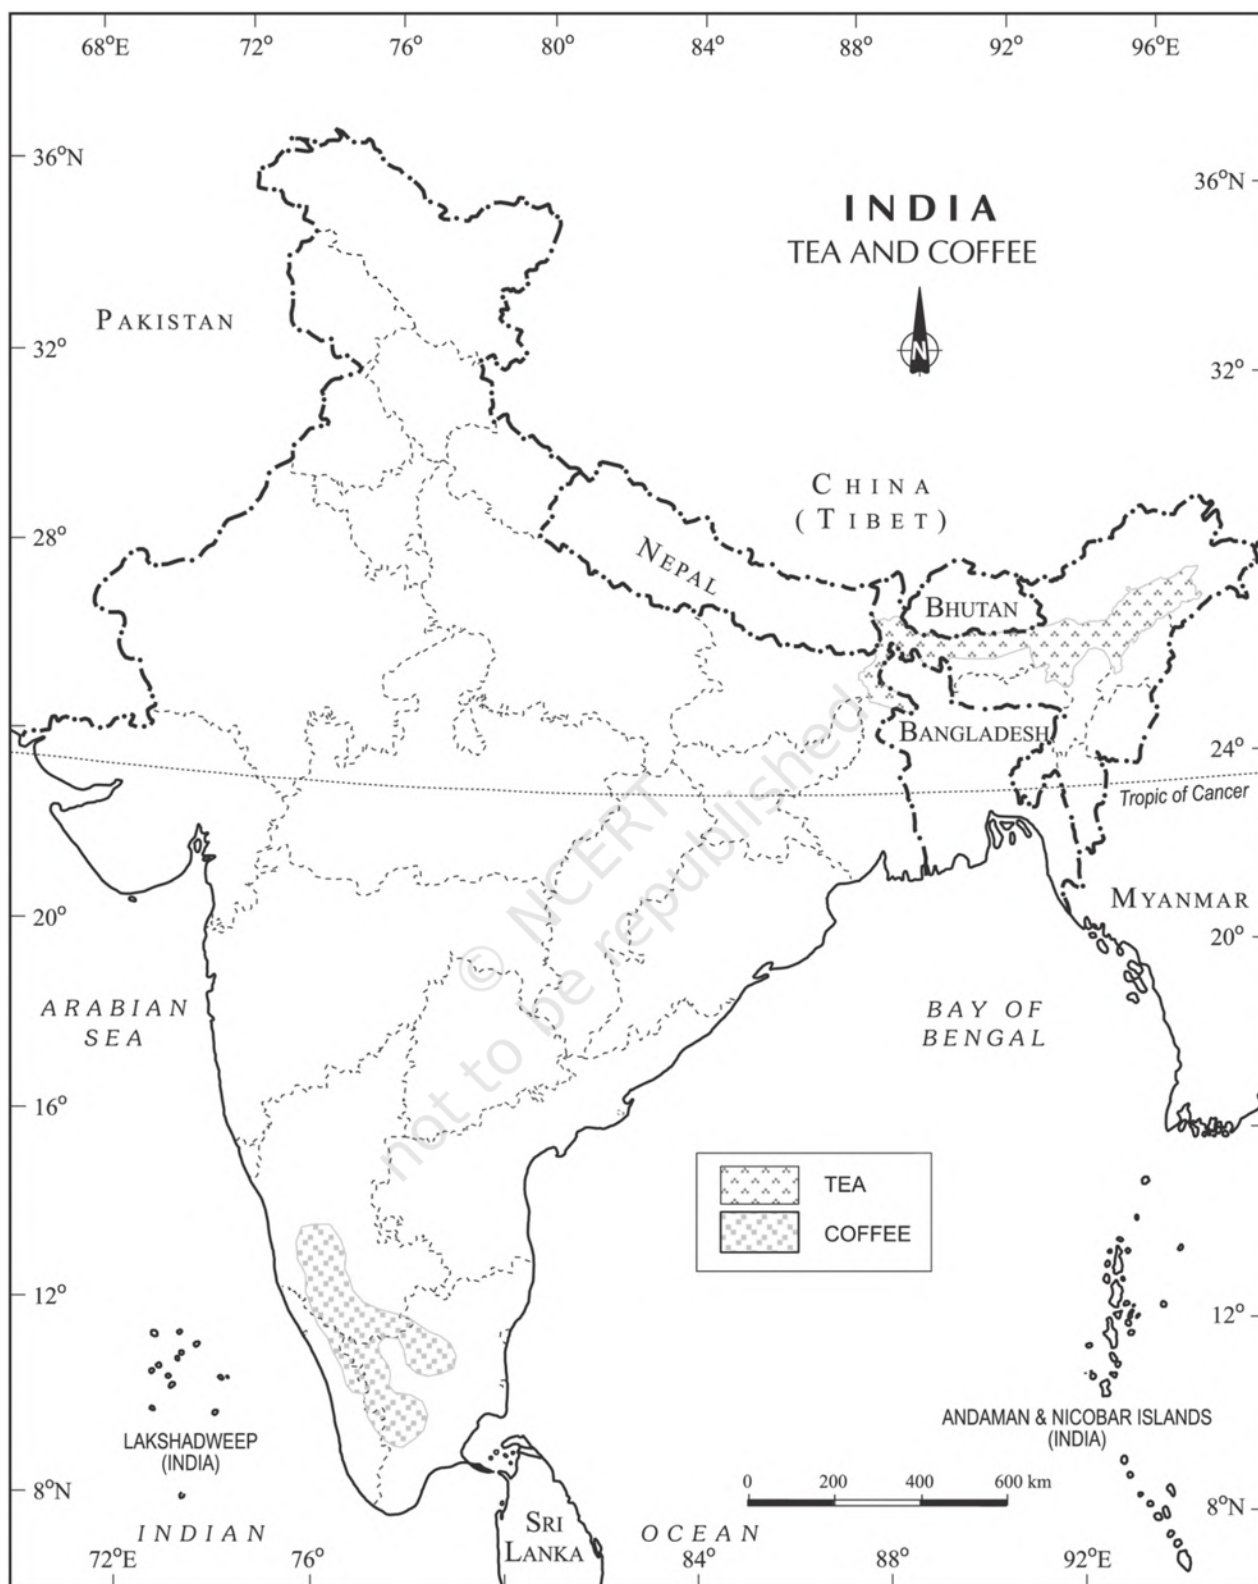 68°E 72° 76° 80° 84° 88° 92° 96°E
36°N
36°N
INDIA
TEA AND COFFEE
N
PAKISTAN
32°
32°
CHINA
(TIBET)
28°
NEPAL
BHUTAN
BANGLADESH
24°
Tropic of Cancer
© NCERT
not to be republished
MYANMAR
20°
20°
ARABIAN
SEA
BAY OF
BENGAL
16°
TEA
COFFEE
12°
12°
LAKSHADWEEP
(INDIA)
ANDAMAN & NICOBAR ISLANDS
(INDIA)
0 200 400 600 km
8°N
8°N
INDIAN OCEAN
SRI
LANKA
72°E 76° 84° 88° 92°E